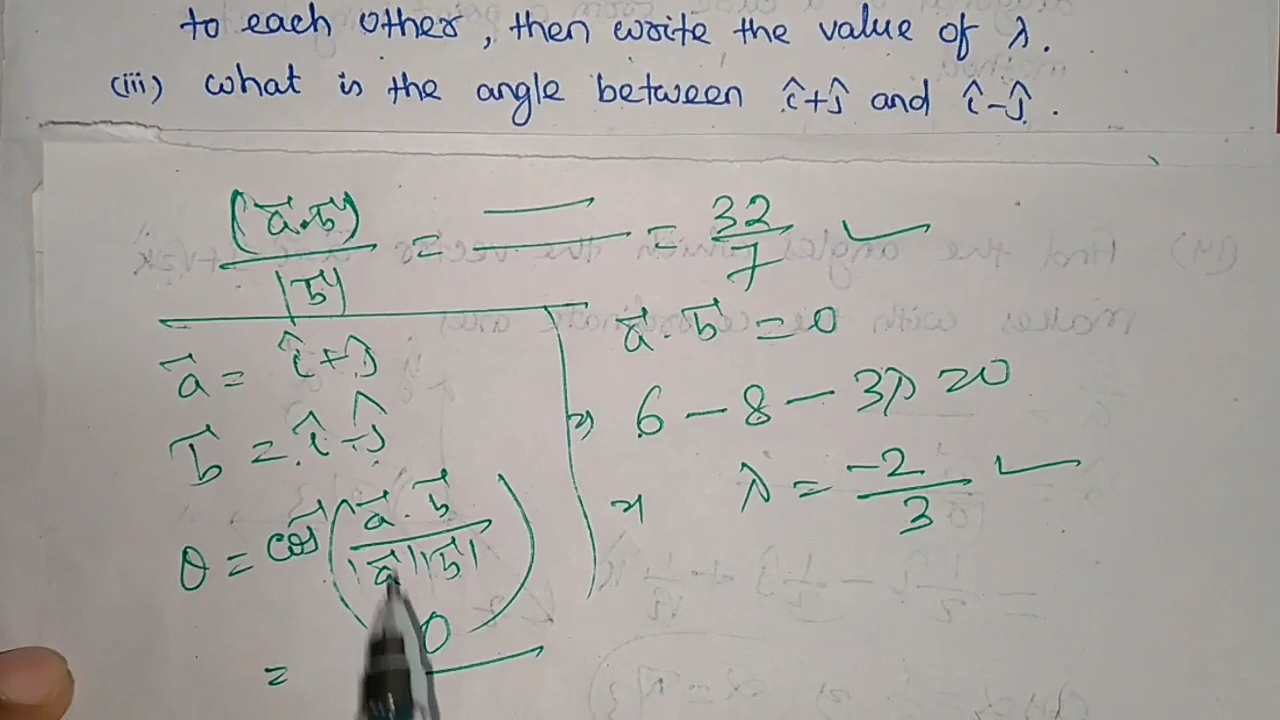 to each other, then write the value of λ.
(iii) what is the angle between î+ĵ and î-ĵ.
(a⃗.b⃗)/|b⃗| = = 32/7
a⃗ = î+ĵ
b⃗ = î-ĵ
θ = cos⁻(a⃗.b⃗/|a⃗||b⃗|)
= 0
a⃗.b⃗ = 0
⇒ 6 - 8 - 3λ = 0
⇒ λ = -2/3